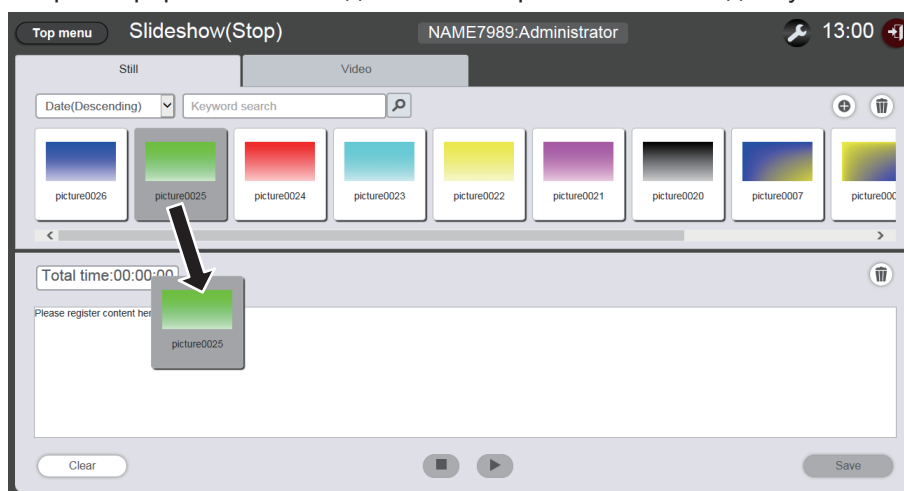 Top menu Slideshow(Stop) NAME7989:Administrator 13:00
Still Video
Date(Descending) Keyword search
picture0026 picture0025 picture0024 picture0023 picture0022 picture0021 picture0020 picture0007 picture000
Total time:00:00:00
Please register content her
picture0025
Clear Save